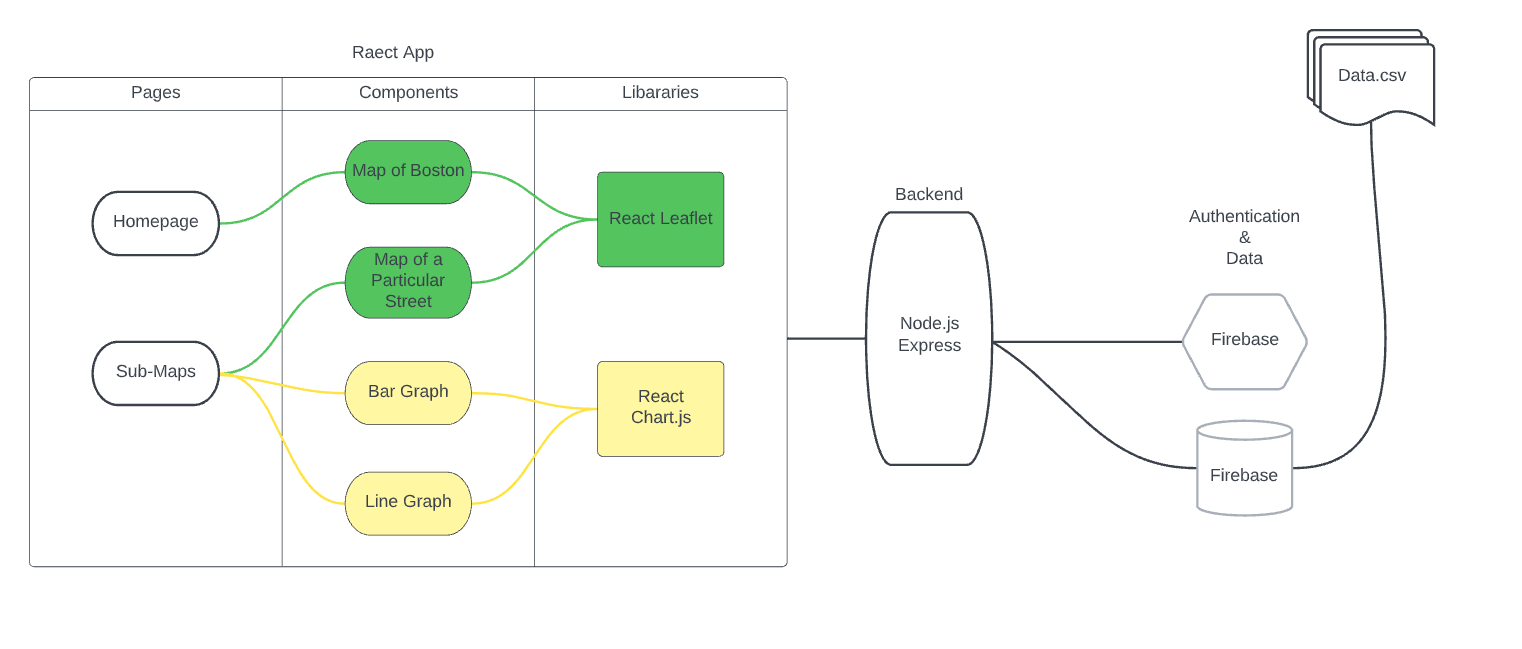 Raect App
Pages
Components
Libararies
Homepage
Sub-Maps
Map of Boston
Map of a
Particular
Street
Bar Graph
Line Graph
React Leaflet
React
Chart.js
Backend
Node.js
Express
Authentication
&
Data
Firebase
Firebase
Data.csv